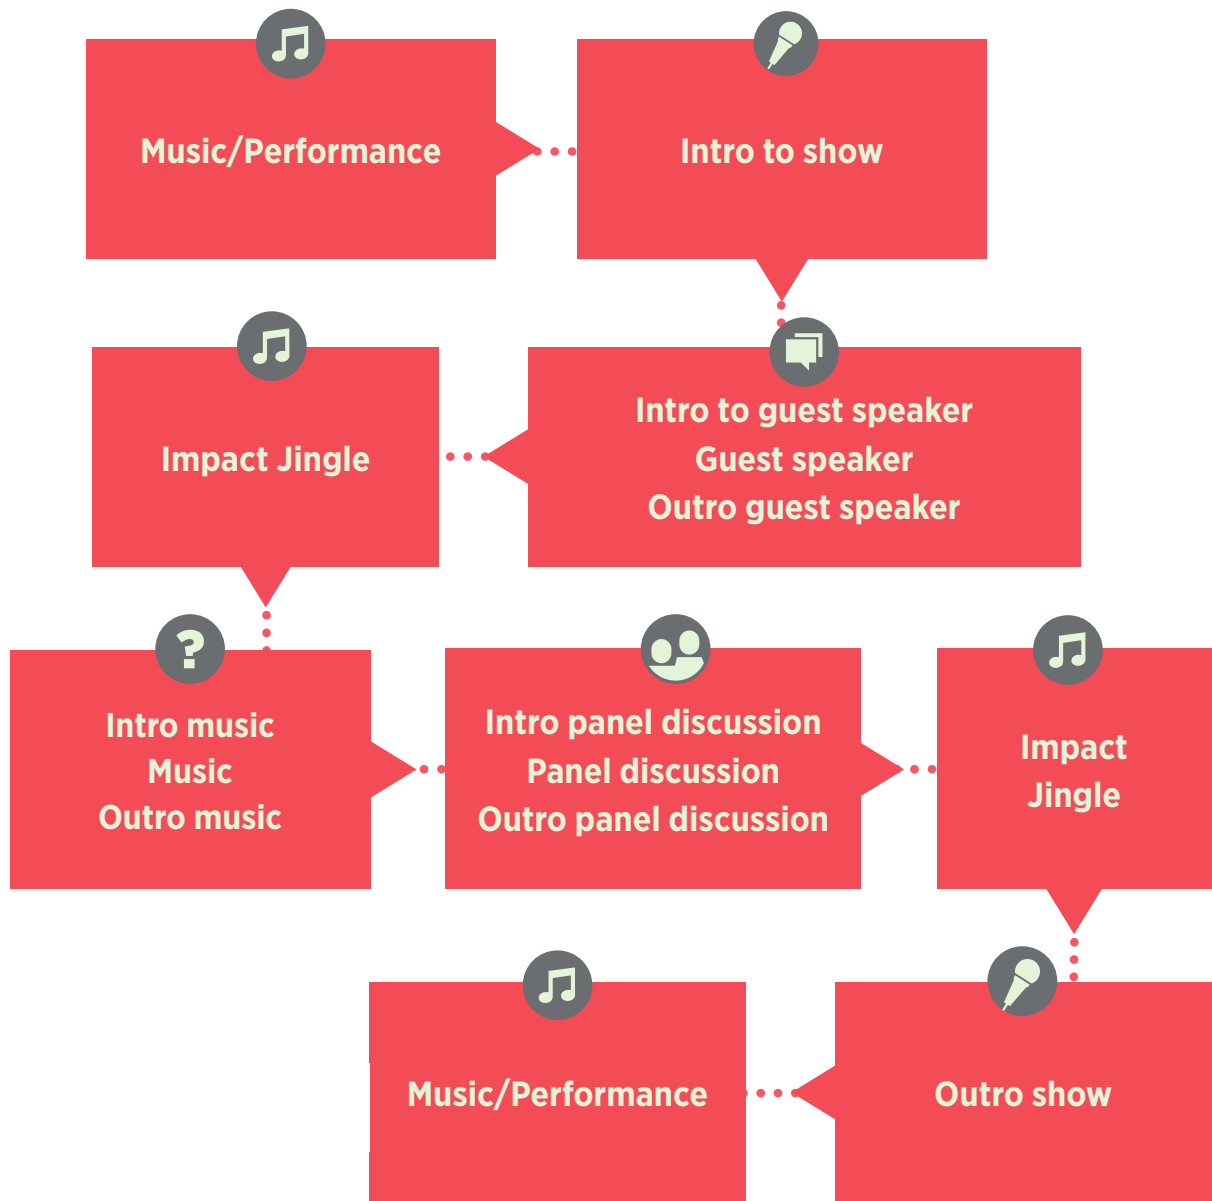 Music/Performance
Intro to show
Intro to guest speaker
Guest speaker
Outro guest speaker
Impact Jingle
Intro music
Music
Outro music
Intro panel discussion
Panel discussion
Outro panel discussion
Impact
Jingle
Outro show
Music/Performance